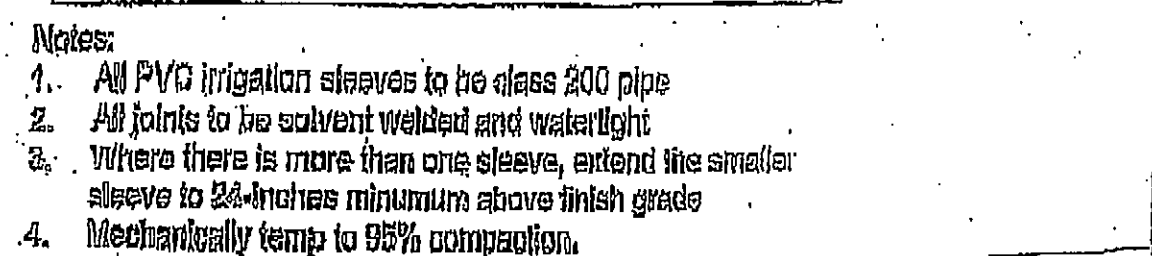 Notes:
1. All PVC irrigation sleeves to be class 200 pipe
2. All joints to be solvent welded and watertight
3. Where there is more than one sleeve, extend the smaller
sleeve to 24-inches minumum above finish grade
4. Mechanically temp to 95% compaction.